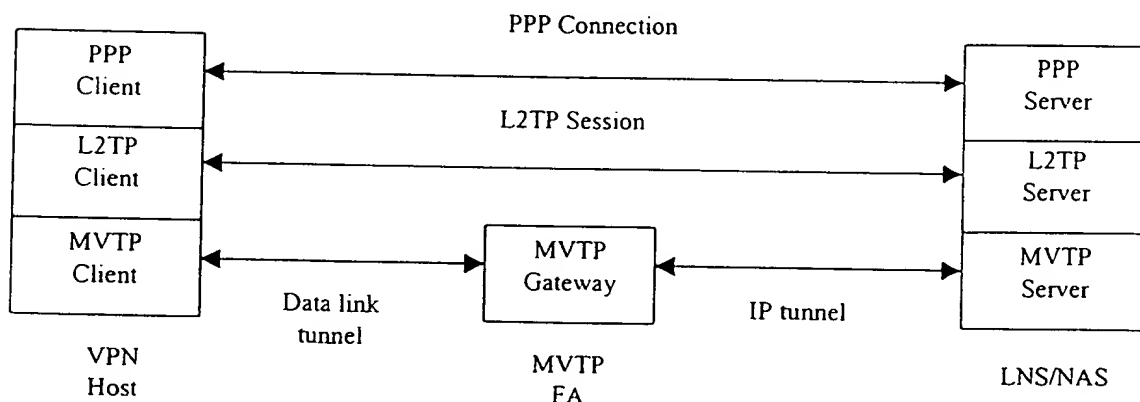 PPP Connection
PPP
Client
PPP
Server
L2TP Session
L2TP
Client
L2TP
Server
MVTP
Client
MVTP
Gateway
MVTP
Server
Data link
tunnel
IP tunnel
VPN
Host
MVTP
FA
LNS/NAS